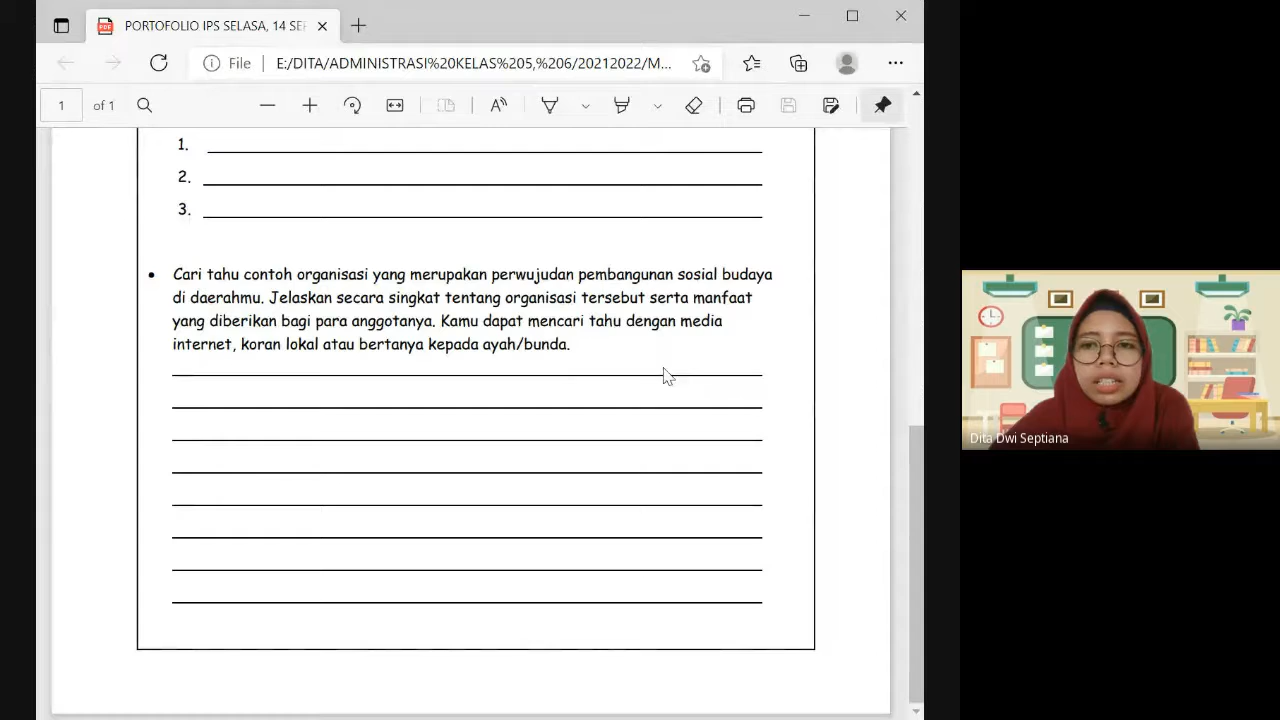 PORTOFOLIO IPS SELASA, 14 SE
File
E:/DITA/ADMINISTRASI%20KELAS%205,%206/20212022/M...
1 of 1
1.
2.
3.
• Cari tahu contoh organisasi yang merupakan perwujudan pembangunan sosial budaya
di daerahmu. Jelaskan secara singkat tentang organisasi tersebut serta manfaat
yang diberikan bagi para anggotanya. Kamu dapat mencari tahu dengan media
internet, koran lokal atau bertanya kepada ayah/bunda.
Dita Dwi Septiana